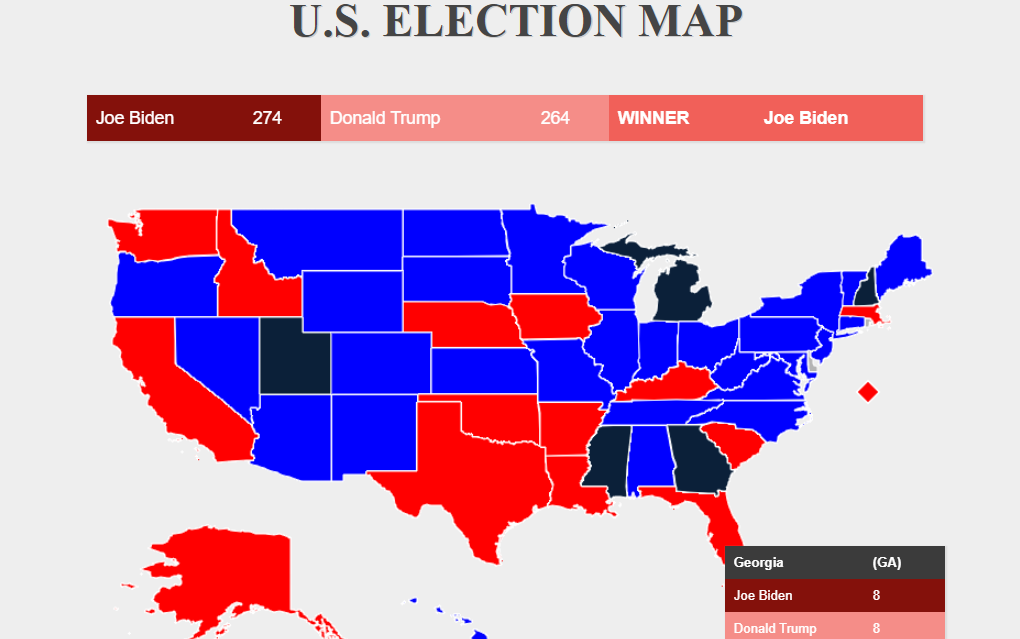 U.S. ELECTION MAP
Joe Biden 274 Donald Trump 264 WINNER Joe Biden
Georgia (GA)
Joe Biden 8
Donald Trump 8